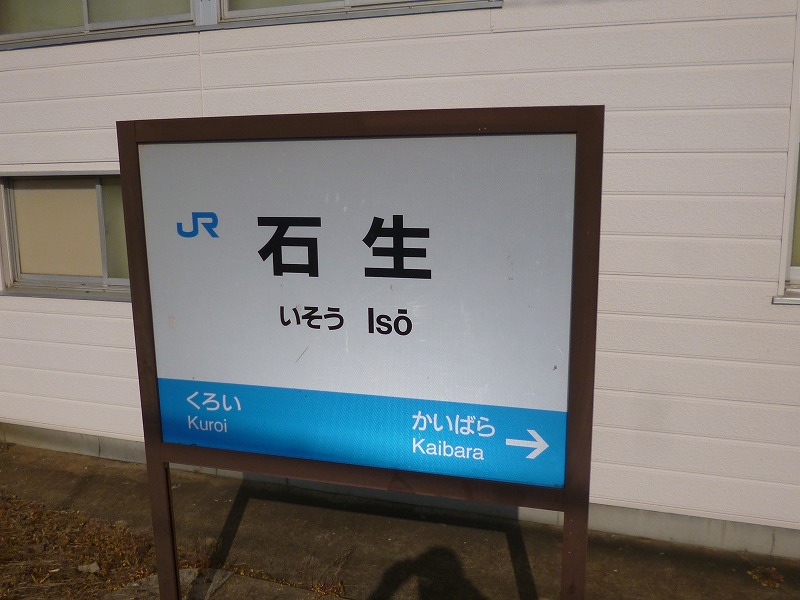 JR
石生
いそう Isō
くろい
Kuroi
かいばら →
Kaibara